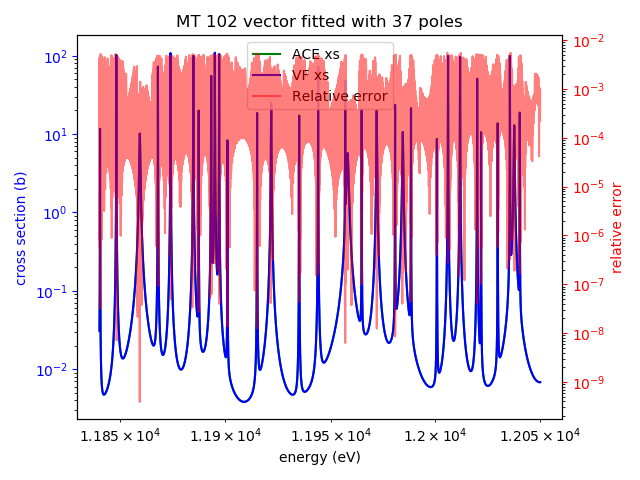 MT 102 vector fitted with 37 poles
ACE xs
VF xs
Relative error
cross section (b)
10²
10¹
10⁰
10⁻¹
10⁻²
relative error
10⁻²
10⁻³
10⁻⁴
10⁻⁵
10⁻⁶
10⁻⁷
10⁻⁸
10⁻⁹
1.185 × 10⁴ 1.19 × 10⁴ 1.195 × 10⁴ 1.2 × 10⁴ 1.205 × 10⁴
energy (eV)